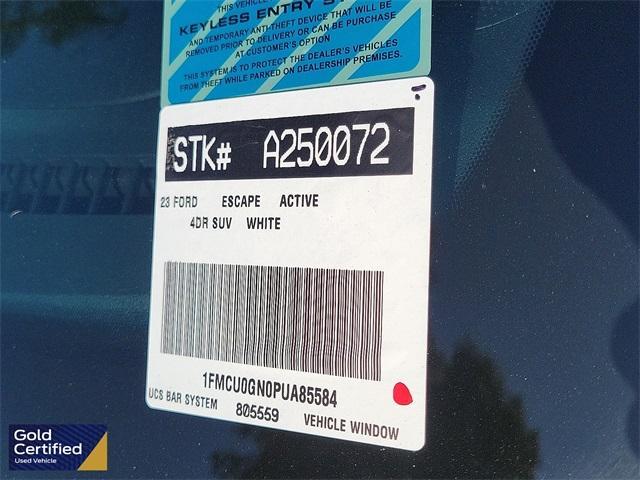 THIS VEHICLE
KEYLESS ENTRY
AND TEMPORARY ANTI-THEFT DEVICE THAT WILL BE
REMOVED PRIOR TO DELIVERY OR CAN BE PURCHASE
AT CUSTOMER'S OPTION
THIS SYSTEM IS TO PROTECT THE DEALER'S VEHICLES
FROM THEFT WHILE PARKED ON DEALERSHIP PREMISES.
STK# A250072
23 FORD ESCAPE ACTIVE
4DR SUV WHITE
1FMCU0GN0PUA85584
UCS BAR SYSTEM 805559 VEHICLE WINDOW
Gold
Certified
Used Vehicle